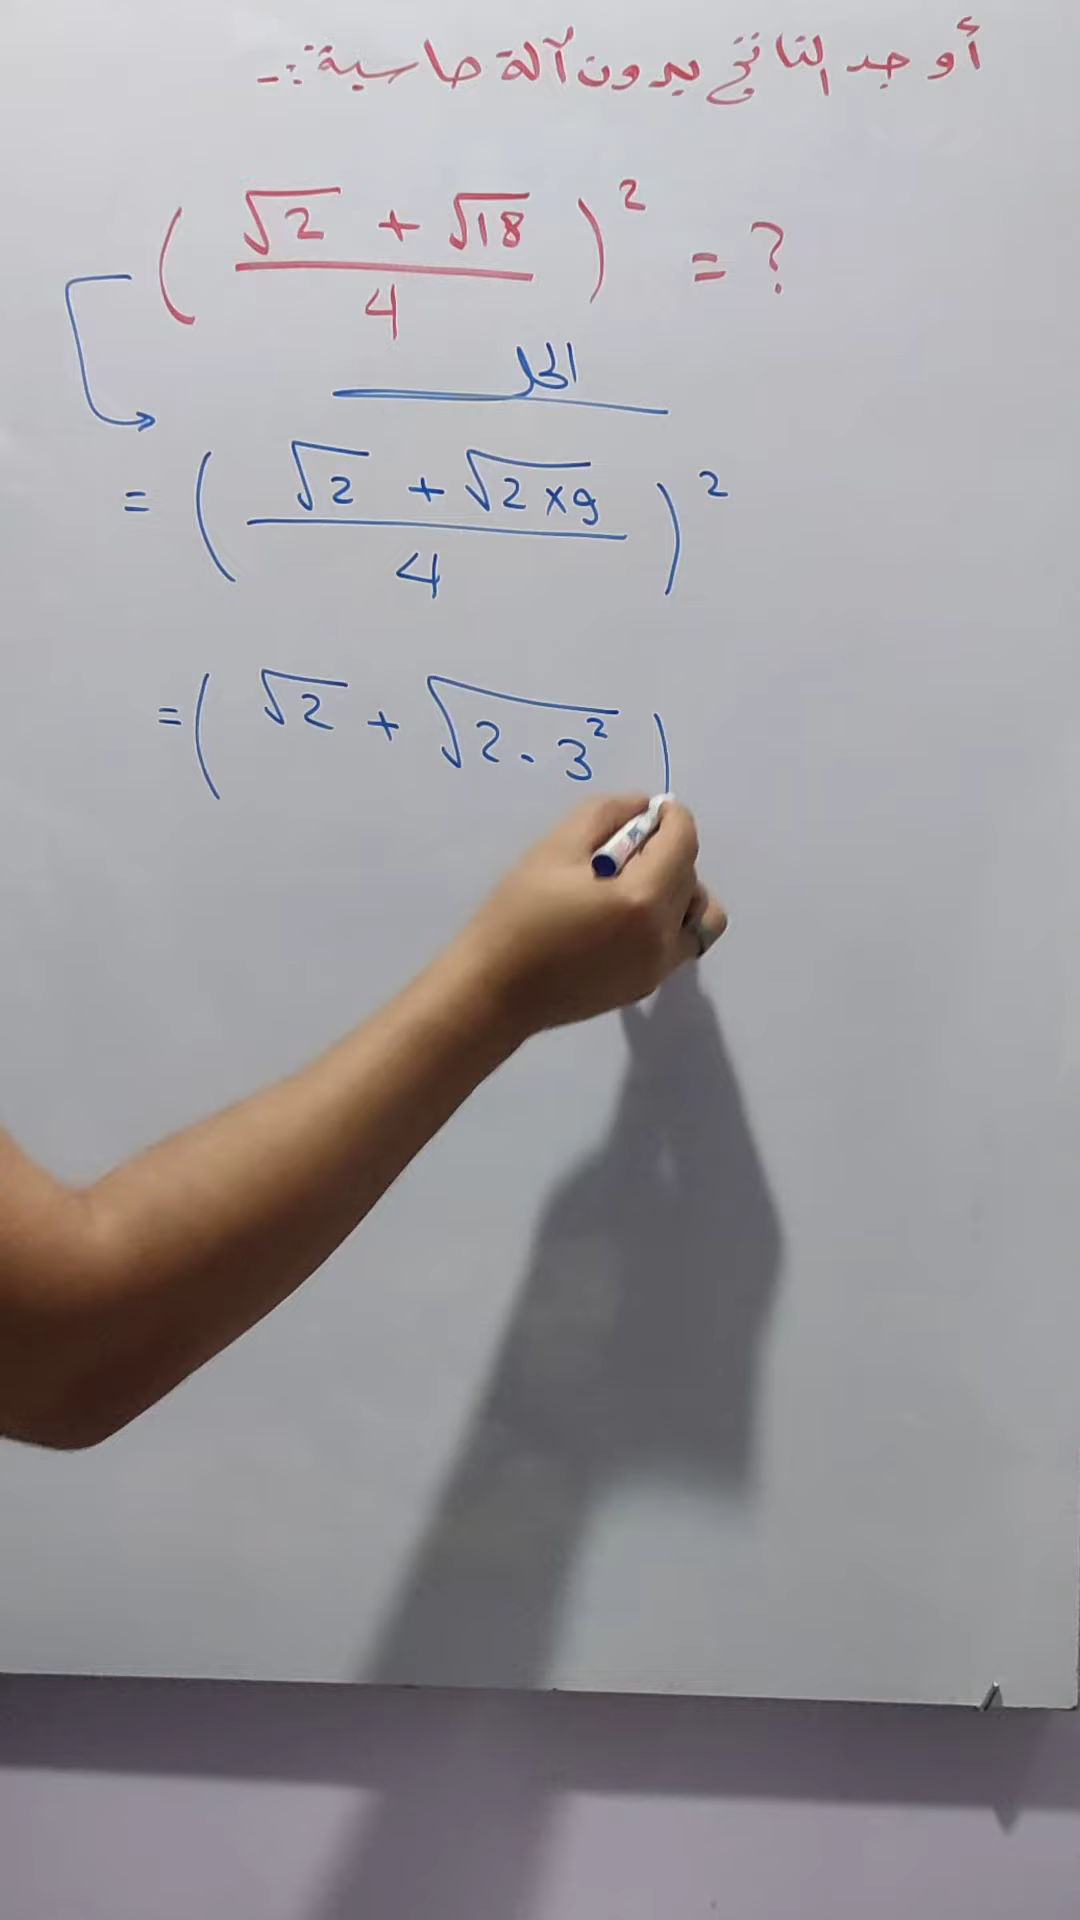 أوجد الناتج بدون آلة حاسبة:-
( (√2 + √18) / 4 )² = ?
الحل
= ( (√2 + √2×9) / 4 )²
= ( √2 + √2·3² )